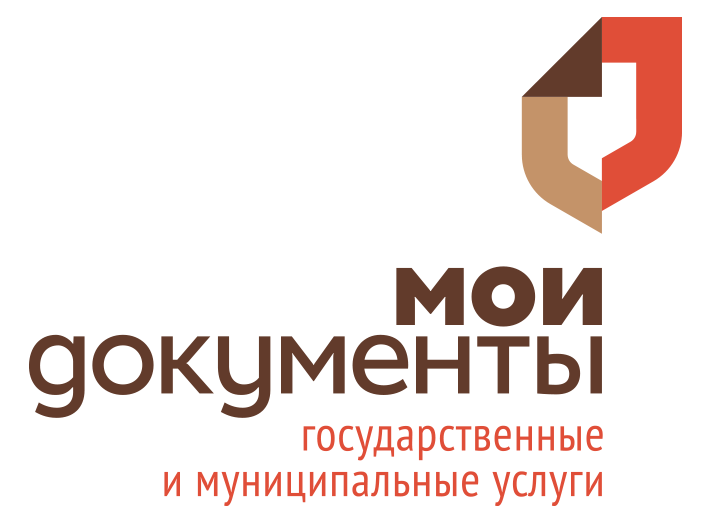 мои
документы
государственные
и муниципальные услуги